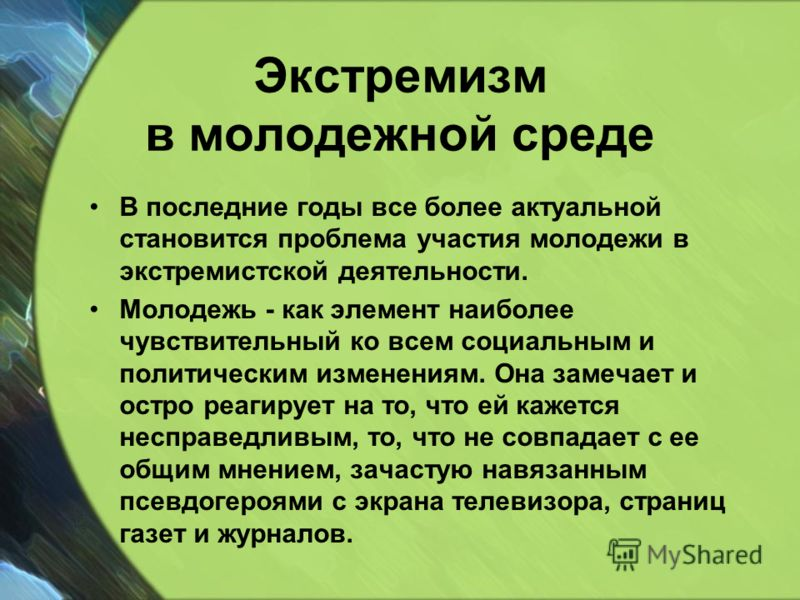 Экстремизм
в молодежной среде
• В последние годы все более актуальной
становится проблема участия молодежи в
экстремистской деятельности.
• Молодежь - как элемент наиболее
чувствительный ко всем социальным и
политическим изменениям. Она замечает и
остро реагирует на то, что ей кажется
несправедливым, то, что не совпадает с ее
общим мнением, зачастую навязанным
псевдогероями с экрана телевизора, страниц
газет и журналов.
MyShared